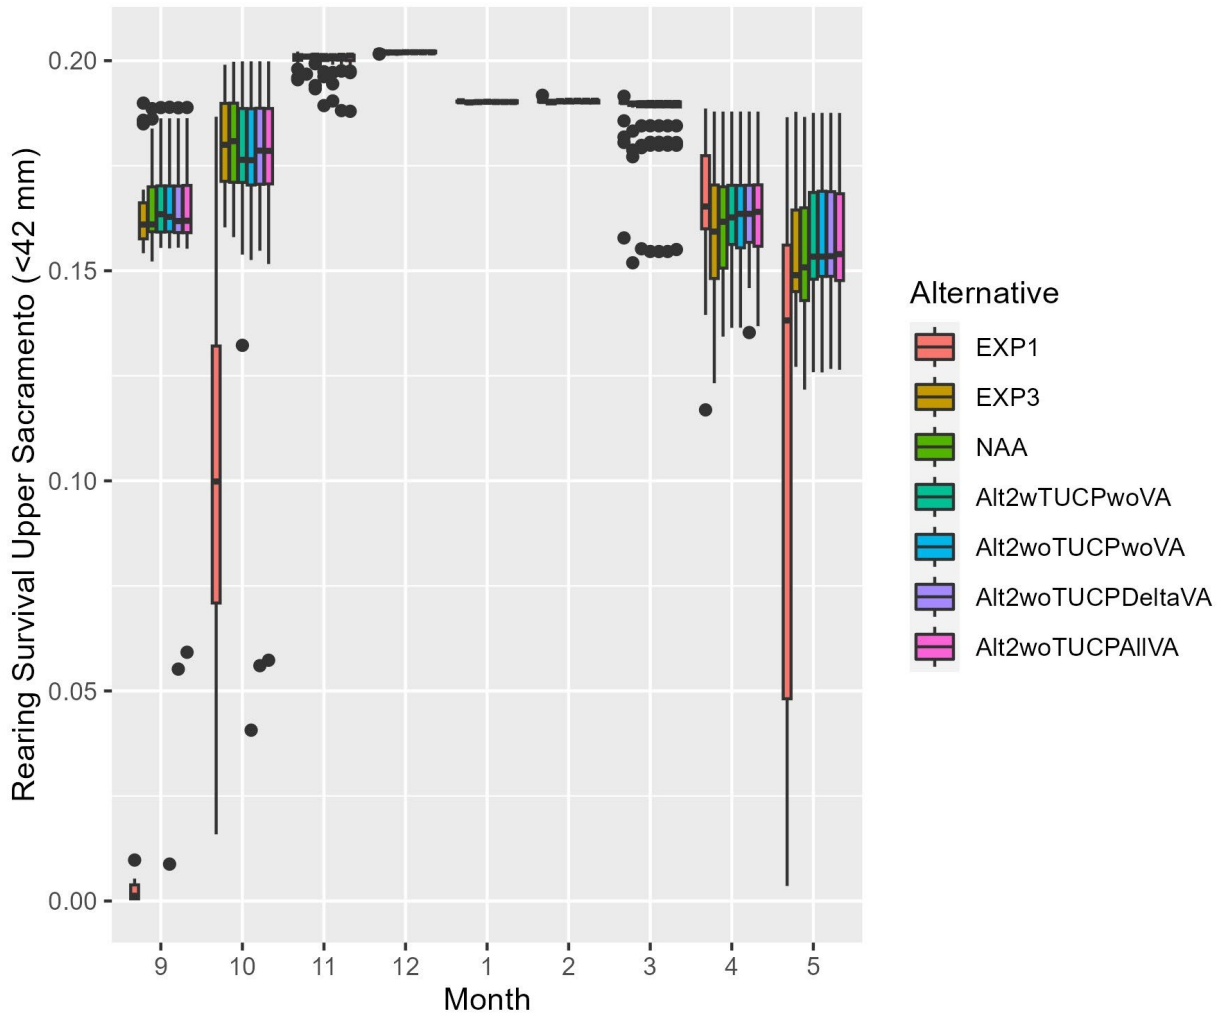 Rearing Survival Upper Sacramento (<42 mm)
0.20
0.15
0.10
0.05
0.00
9 10 11 12 1 2 3 4 5
Month
Alternative
EXP1
EXP3
NAA
Alt2wTUCPwoVA
Alt2woTUCPwoVA
Alt2woTUCPDeltaVA
Alt2woTUCPAllVA